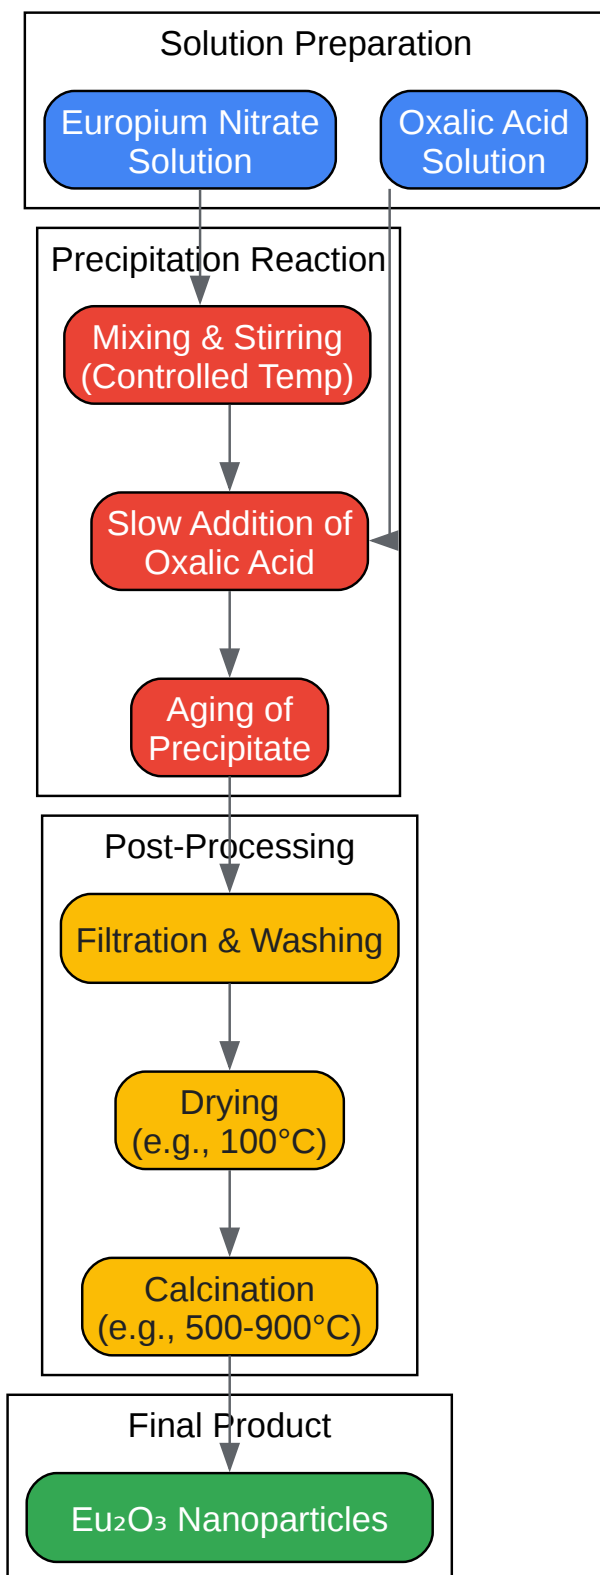 Solution Preparation
Europium Nitrate
Solution
Oxalic Acid
Solution
Precipitation Reaction
Mixing & Stirring
(Controlled Temp)
Slow Addition of
Oxalic Acid
Aging of
Precipitate
Post-Processing
Filtration & Washing
Drying
(e.g., 100°C)
Calcination
(e.g., 500-900°C)
Final Product
Eu₂O₃ Nanoparticles